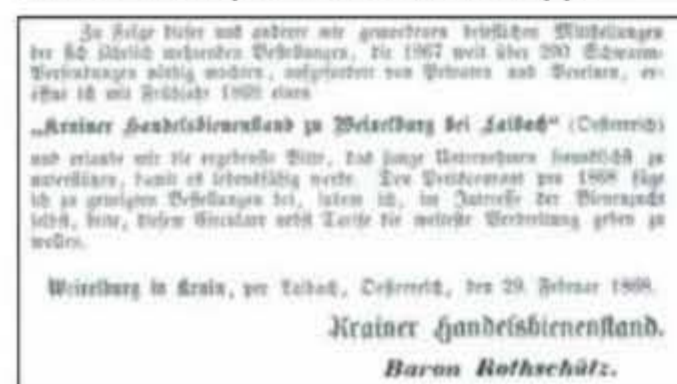 Zu Folge dieser und anderer mir gewordenen brieflichen Mittheilungen
der sich jährlich mehrenden Bestellungen, die 1867 weit über 200 Schwarm-
Versendungen nöthig machten, aufgefordert von Privaten und Vereinen, er-
öffne ich mit Frühjahr 1868 einen
„Krainer Handelsbienenstand zu Weixelburg bei Laibach“ (Oesterreich)
und erlaube mir die ergebenste Bitte, das junge Unternehmen freundlichst zu
unterstützen, damit es lebensfähig werde. Den Preiscourant pro 1868 füge
ich zu geneigten Bestellungen bei, indem ich, im Interesse der Bienenzucht
selbst, bitte, diesem Circulare nebst Tarife die weiteste Verbreitung geben zu
wollen.
Weixelburg in Krain, per Laibach, Oesterreich, den 29. Februar 1868.
Krainer Handelsbienenstand.
Baron Rothschütz.